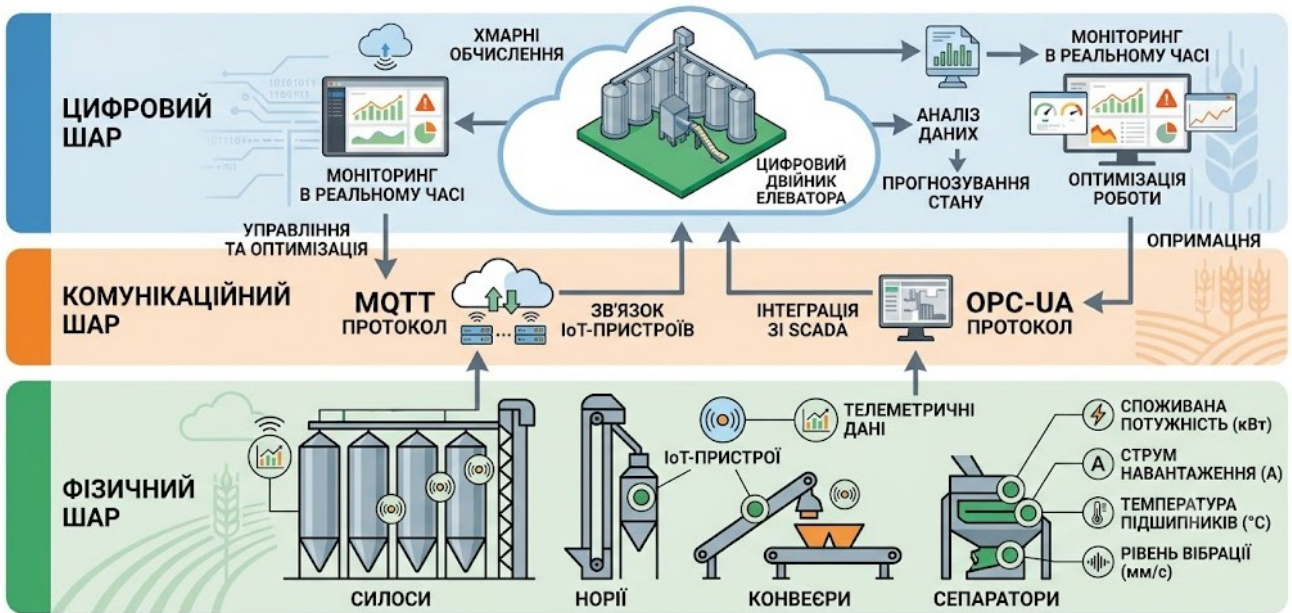 ЦИФРОВИЙ
ШАР
ХМАРНІ
ОБЧИСЛЕННЯ
МОНІТОРИНГ
В РЕАЛЬНОМУ ЧАСІ
ЦИФРОВИЙ
ДВІЙНИК
ЕЛЕВАТОРА
АНАЛІЗ
ДАНИХ
ПРОГНОЗУВАННЯ
СТАНУ
МОНІТОРИНГ
В РЕАЛЬНОМУ ЧАСІ
ОПТИМІЗАЦІЯ
РОБОТИ
УПРАВЛІННЯ
ТА ОПТИМІЗАЦІЯ
ОПРИМАЦНЯ
КОМУНІКАЦІЙНИЙ
ШАР
MQTT
ПРОТОКОЛ
ЗВ'ЯЗОК
IoT-ПРИСТРОЇВ
ІНТЕГРАЦІЯ
ЗІ SCADA
OPC-UA
ПРОТОКОЛ
ФІЗИЧНИЙ
ШАР
ТЕЛЕМЕТРИЧНІ
ДАНІ
IoT-ПРИСТРОЇ
СПОЖИВАНА
ПОТУЖНІСТЬ (кВт)
A
СТРУМ
НАВАНТАЖЕННЯ (А)
ТЕМПЕРАТУРА
ПІДШИПНИКІВ (°C)
РІВЕНЬ ВІБРАЦІЇ
(мм/с)
СИЛОСИ
НОРІЇ
КОНВЕЄРИ
СЕПАРАТОРИ